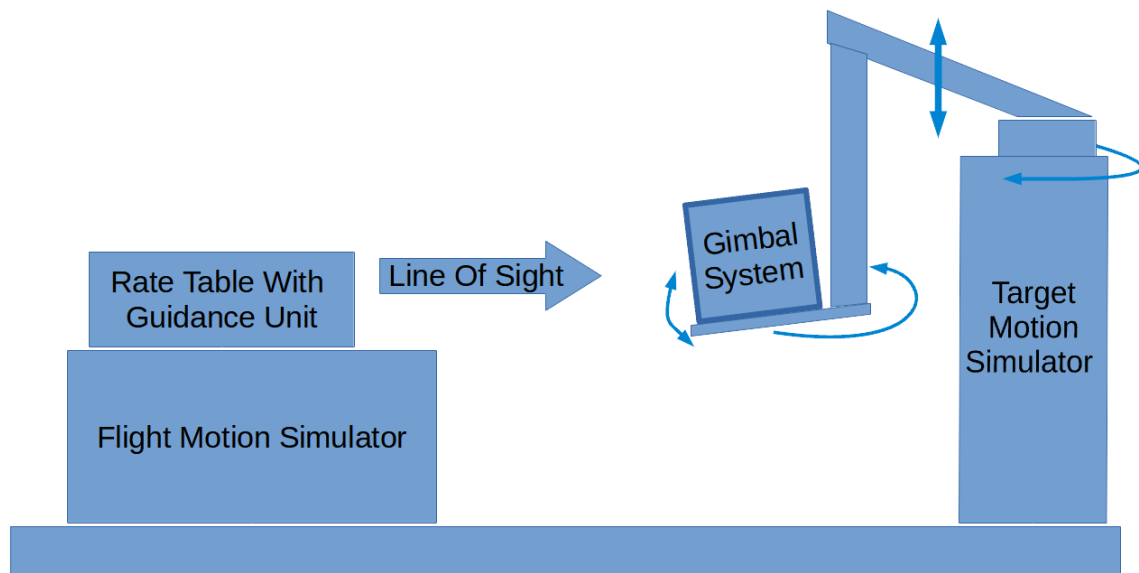 Rate Table With
Guidance Unit
Flight Motion Simulator
Line Of Sight
Gimbal
System
Target
Motion
Simulator